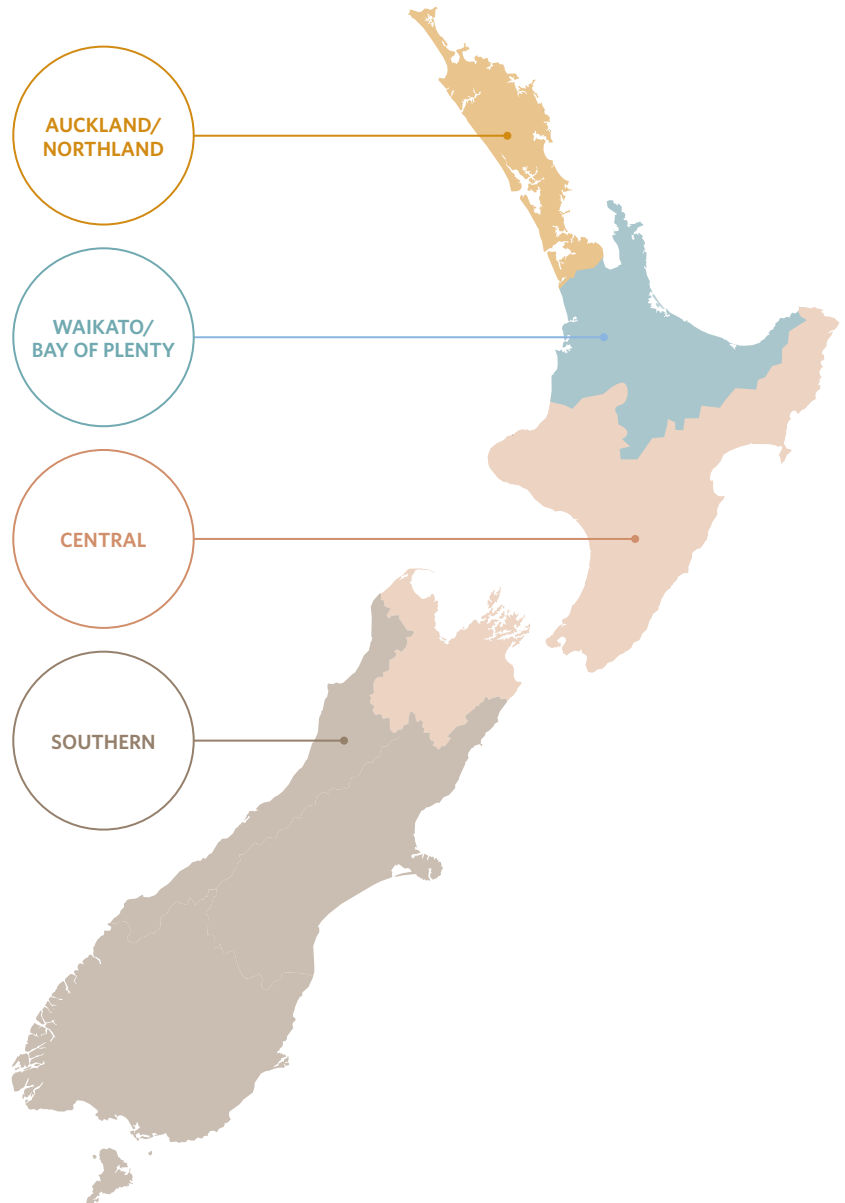 AUCKLAND/
NORTHLAND
WAIKATO/
BAY OF PLENTY
CENTRAL
SOUTHERN